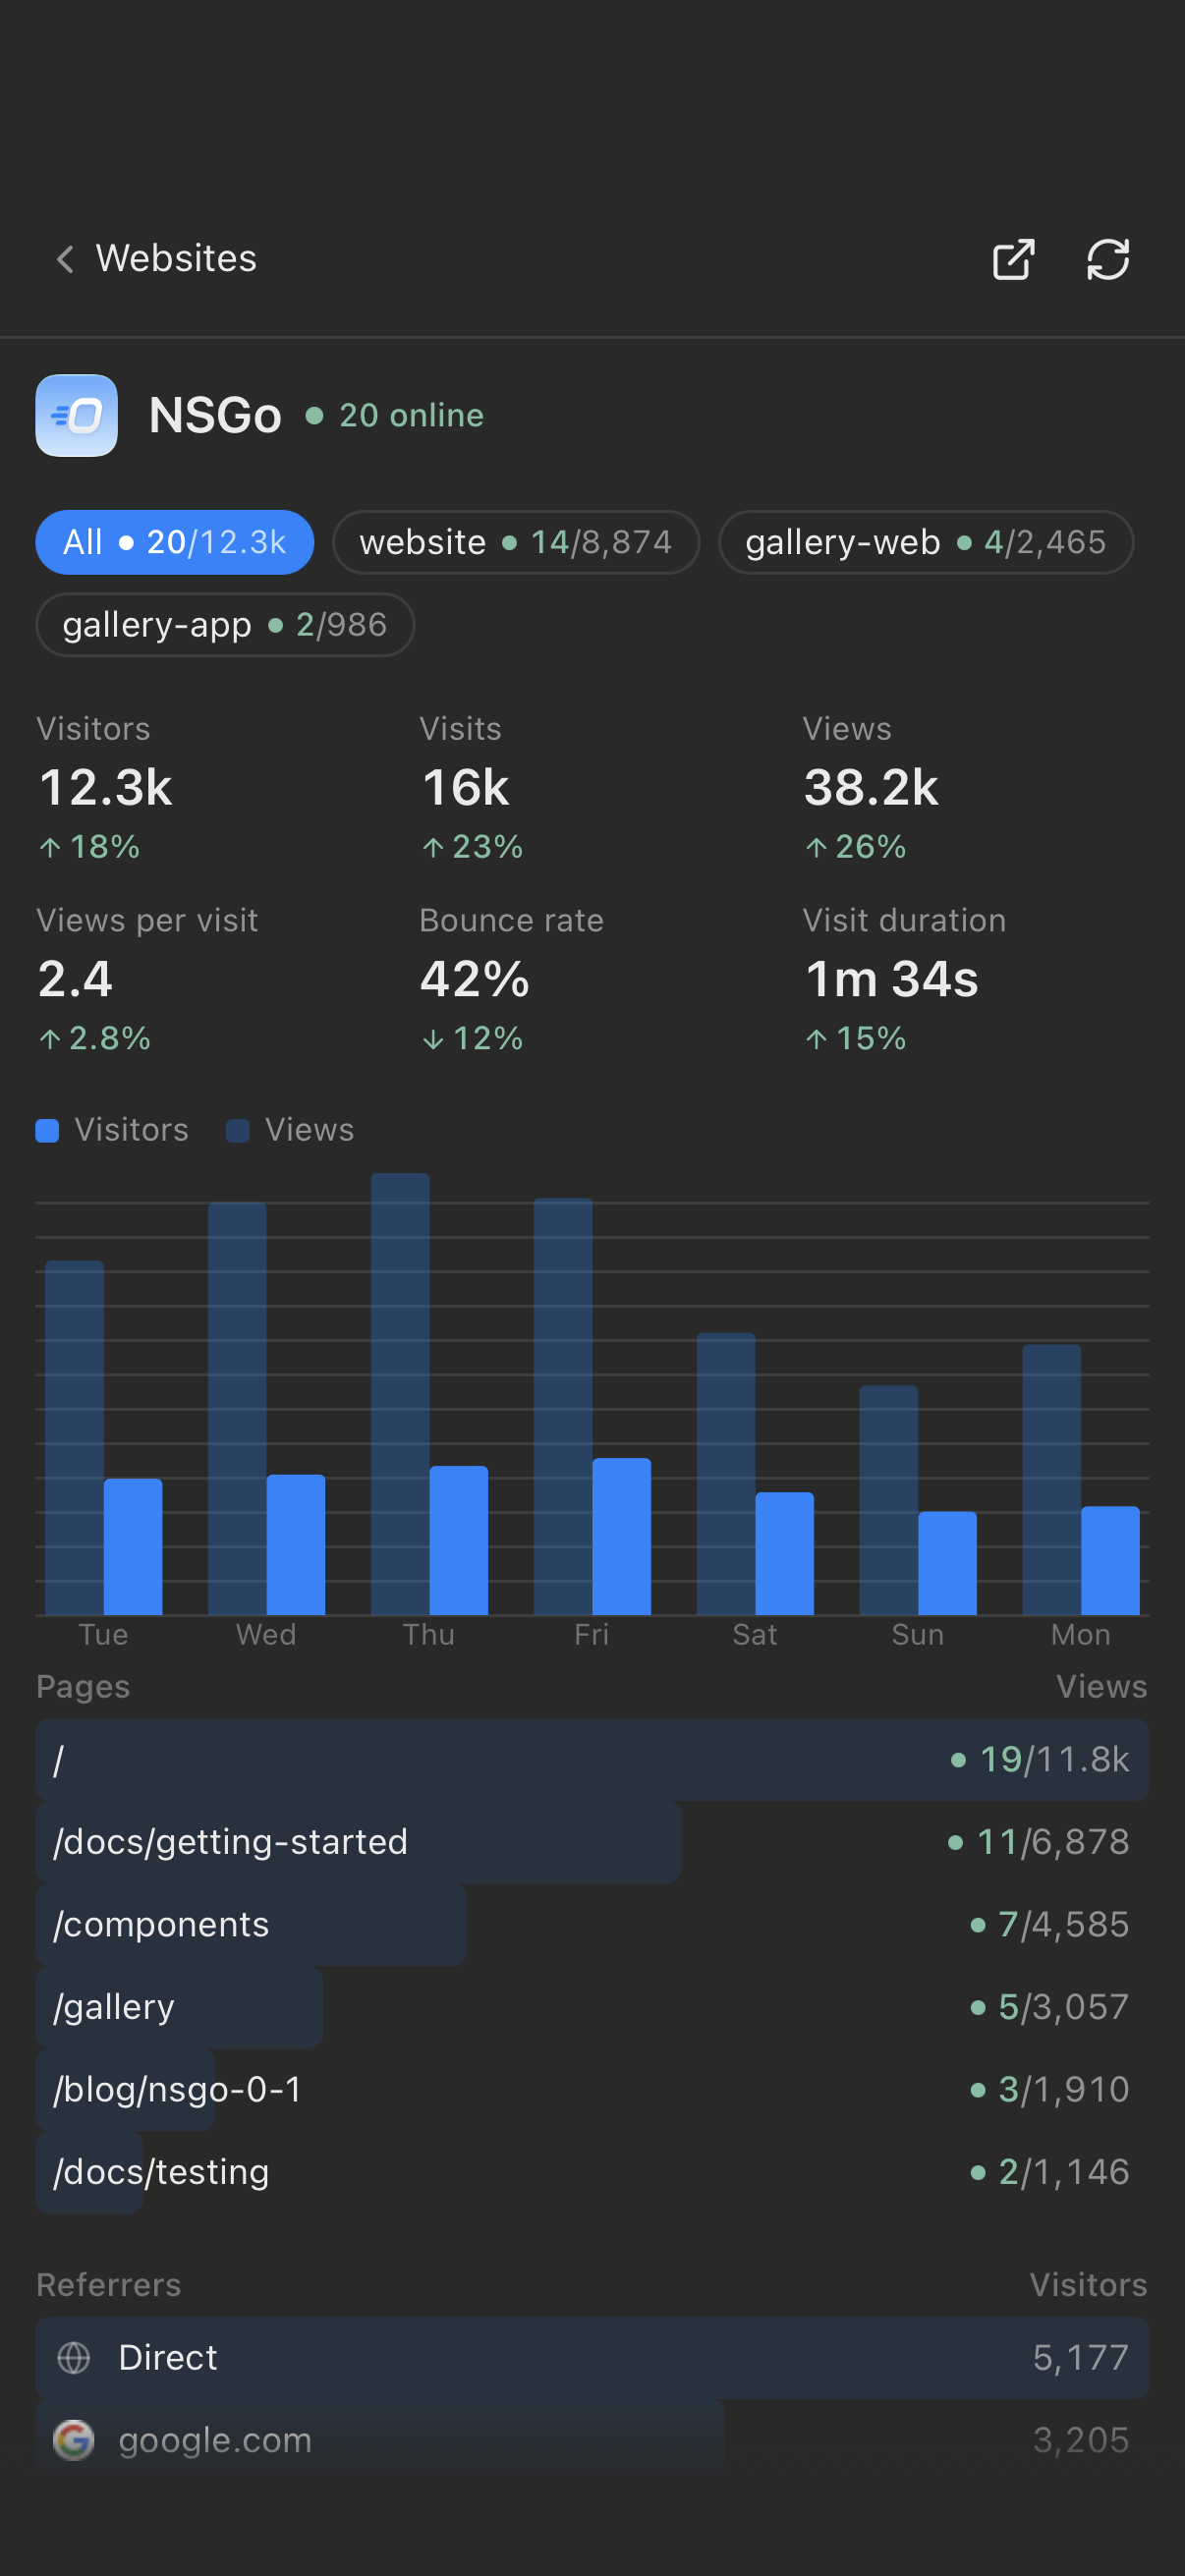 Websites
NSGo 20 online
All 20/12.3k website 14/8,874 gallery-web 4/2,465
gallery-app 2/986
Visitors Visits Views
12.3k 16k 38.2k
↑ 18% ↑ 23% ↑ 26%
Views per visit Bounce rate Visit duration
2.4 42% 1m 34s
↑ 2.8% ↓ 12% ↑ 15%
Visitors Views
Tue Wed Thu Fri Sat Sun Mon
Pages Views
/ 19/11.8k
/docs/getting-started 11/6,878
/components 7/4,585
/gallery 5/3,057
/blog/nsgo-0-1 3/1,910
/docs/testing 2/1,146
Referrers Visitors
Direct 5,177
google.com 3,205